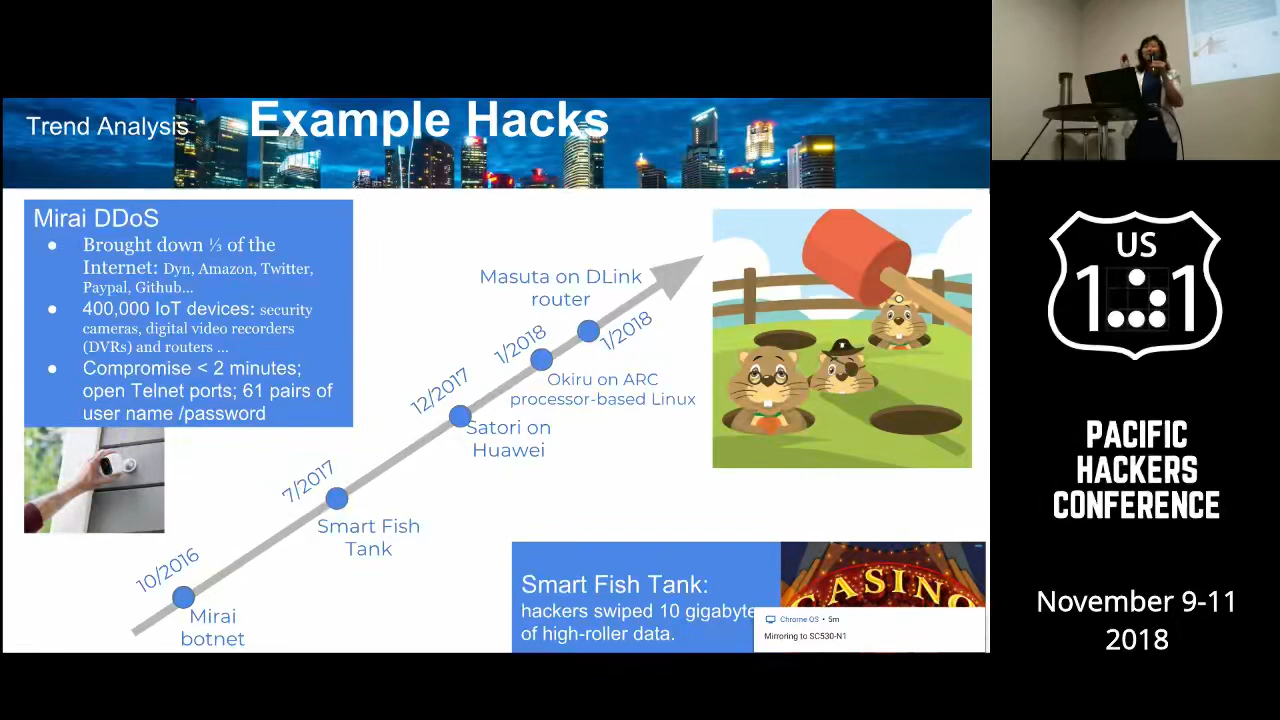 Trend Analysis
Example Hacks
Mirai DDoS
● Brought down ⅓ of the
Internet: Dyn, Amazon, Twitter,
Paypal, Github...
● 400,000 IoT devices: security
cameras, digital video recorders
(DVRs) and routers ...
● Compromise < 2 minutes;
open Telnet ports; 61 pairs of
user name /password
10/2016
Mirai
botnet
7/2017
Smart Fish
Tank
12/2017
Satori on
Huawei
1/2018
Okiru on ARC
processor-based Linux
1/2018
Masuta on DLink
router
Smart Fish Tank:
hackers swiped 10 gigabyte
of high-roller data.
CASINO
Chrome OS • 5m
Mirroring to SC530-N1
US
1 1
PACIFIC
HACKERS
CONFERENCE
November 9-11
2018